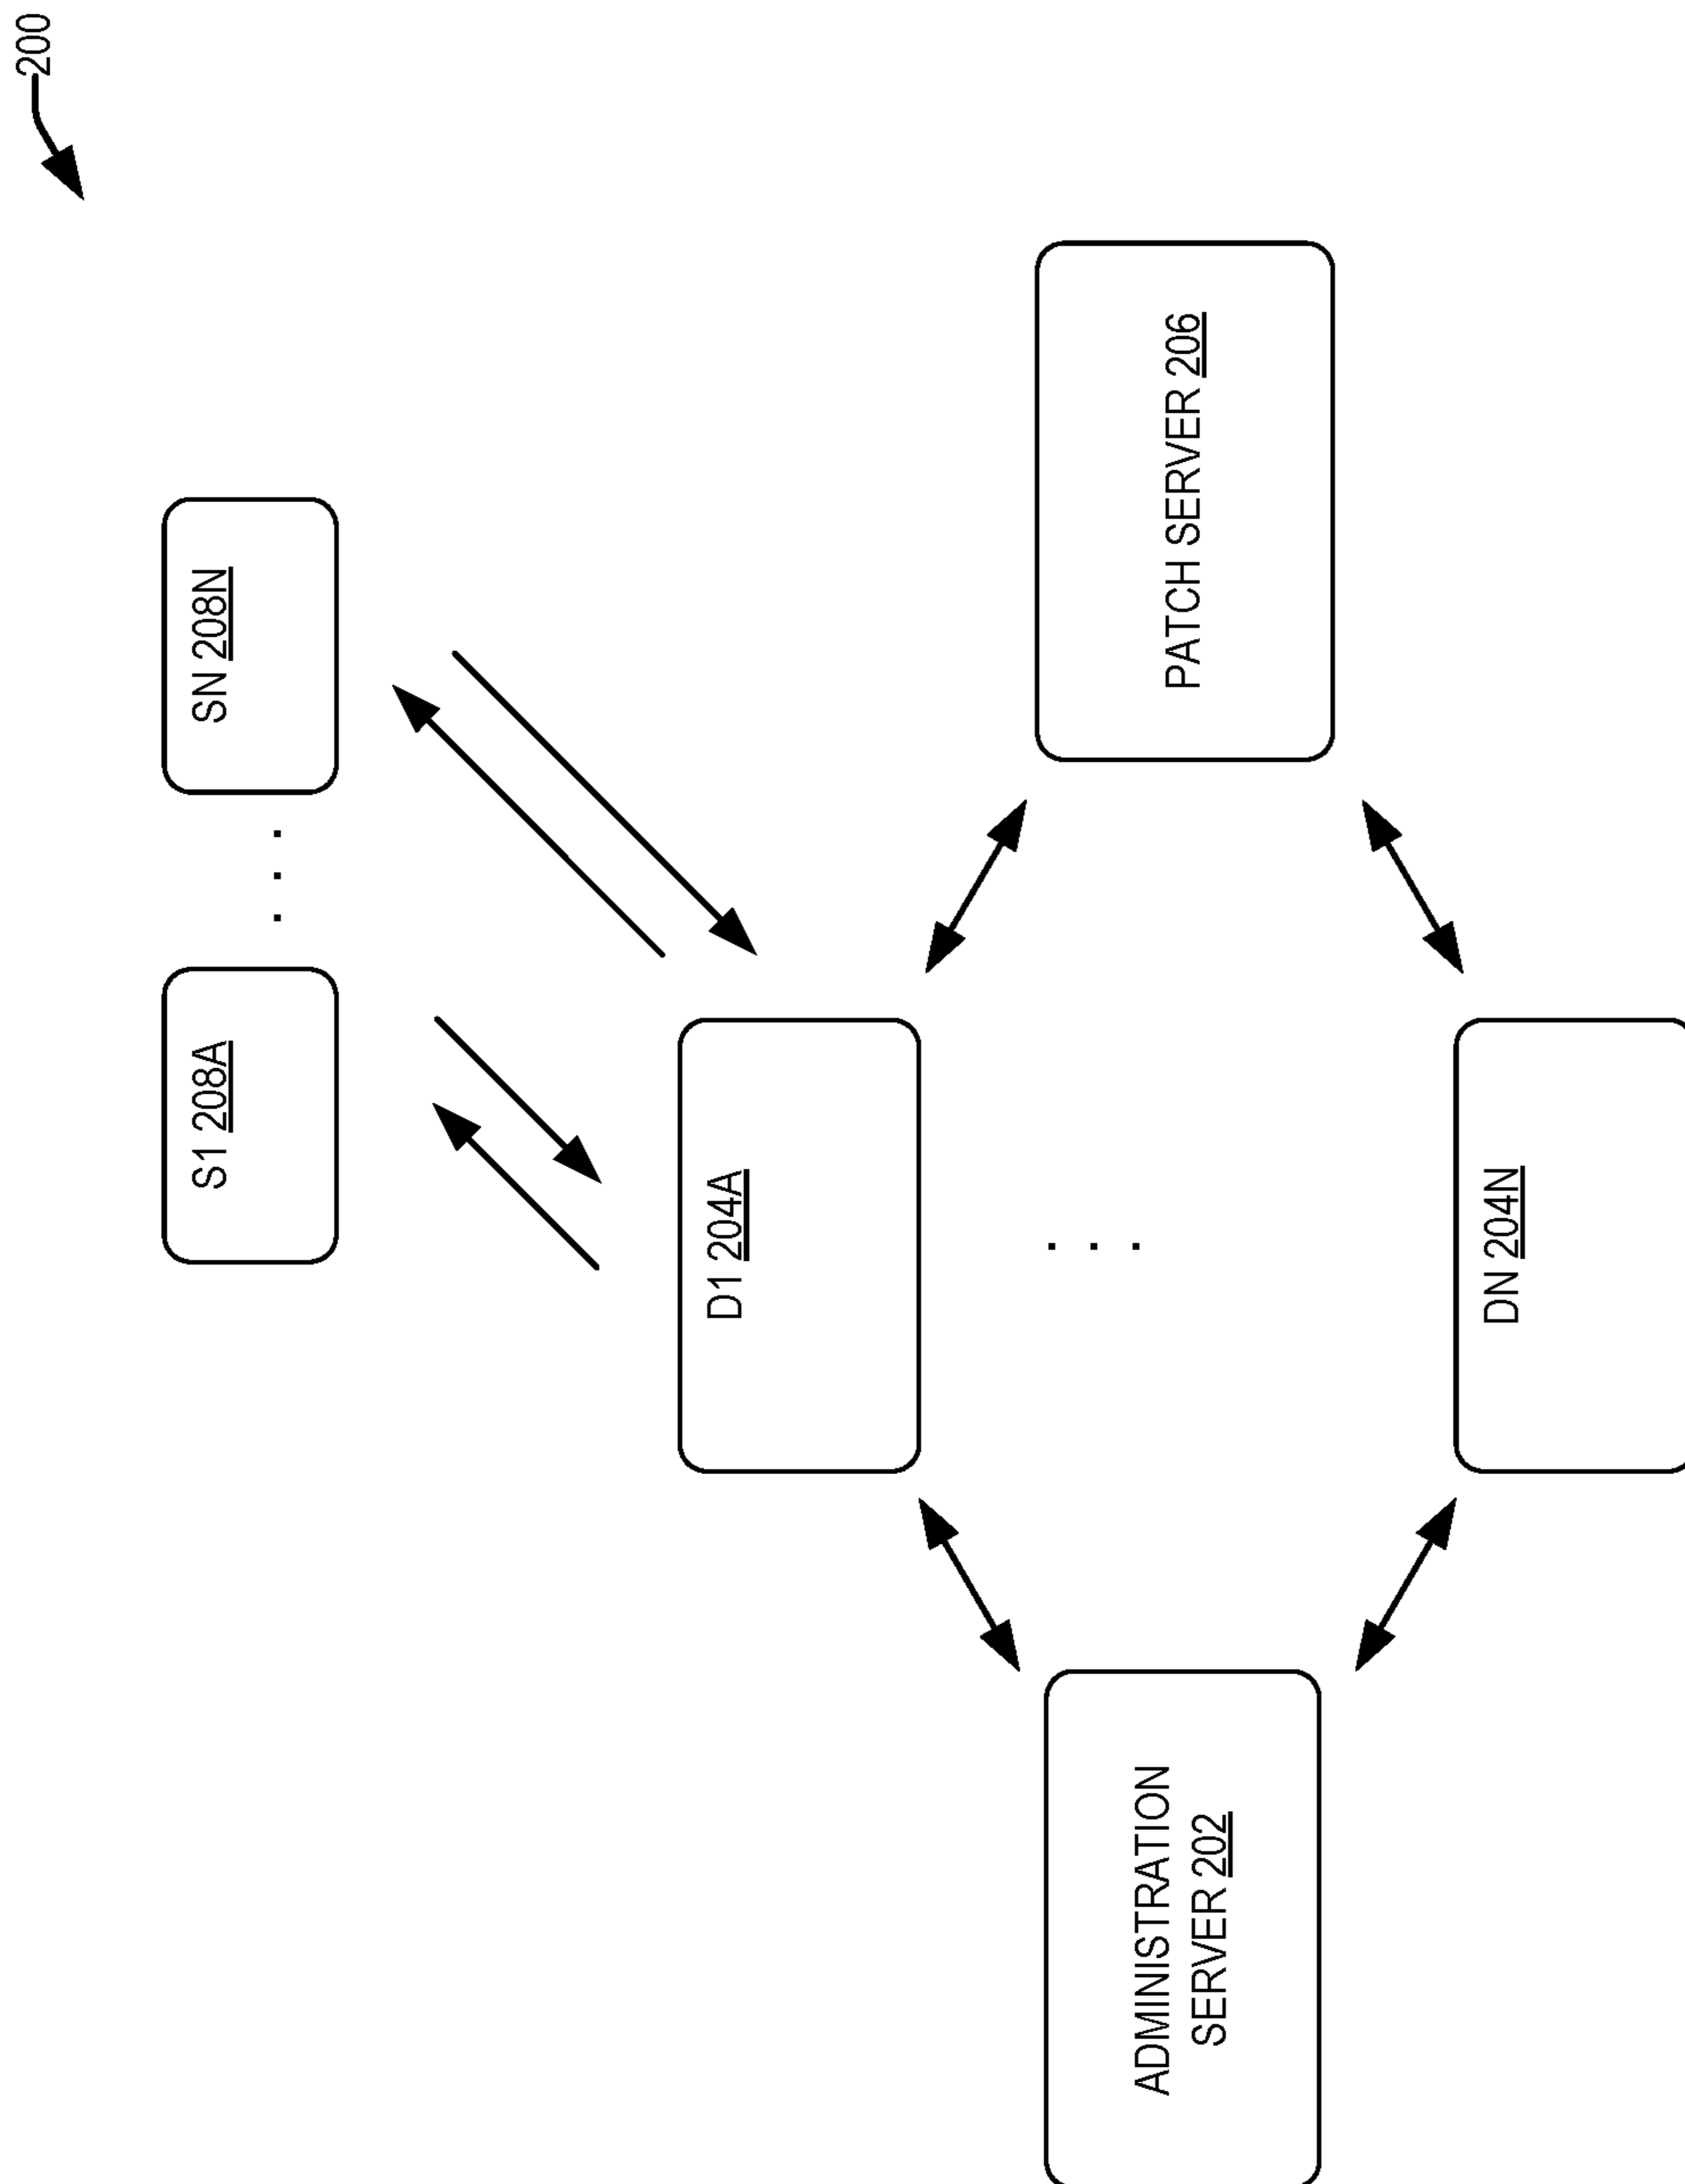 200
S1 208A
. . .
SN 208N
D1 204A
. . .
ADMINISTRATION
SERVER 202
PATCH SERVER 206
DN 204N